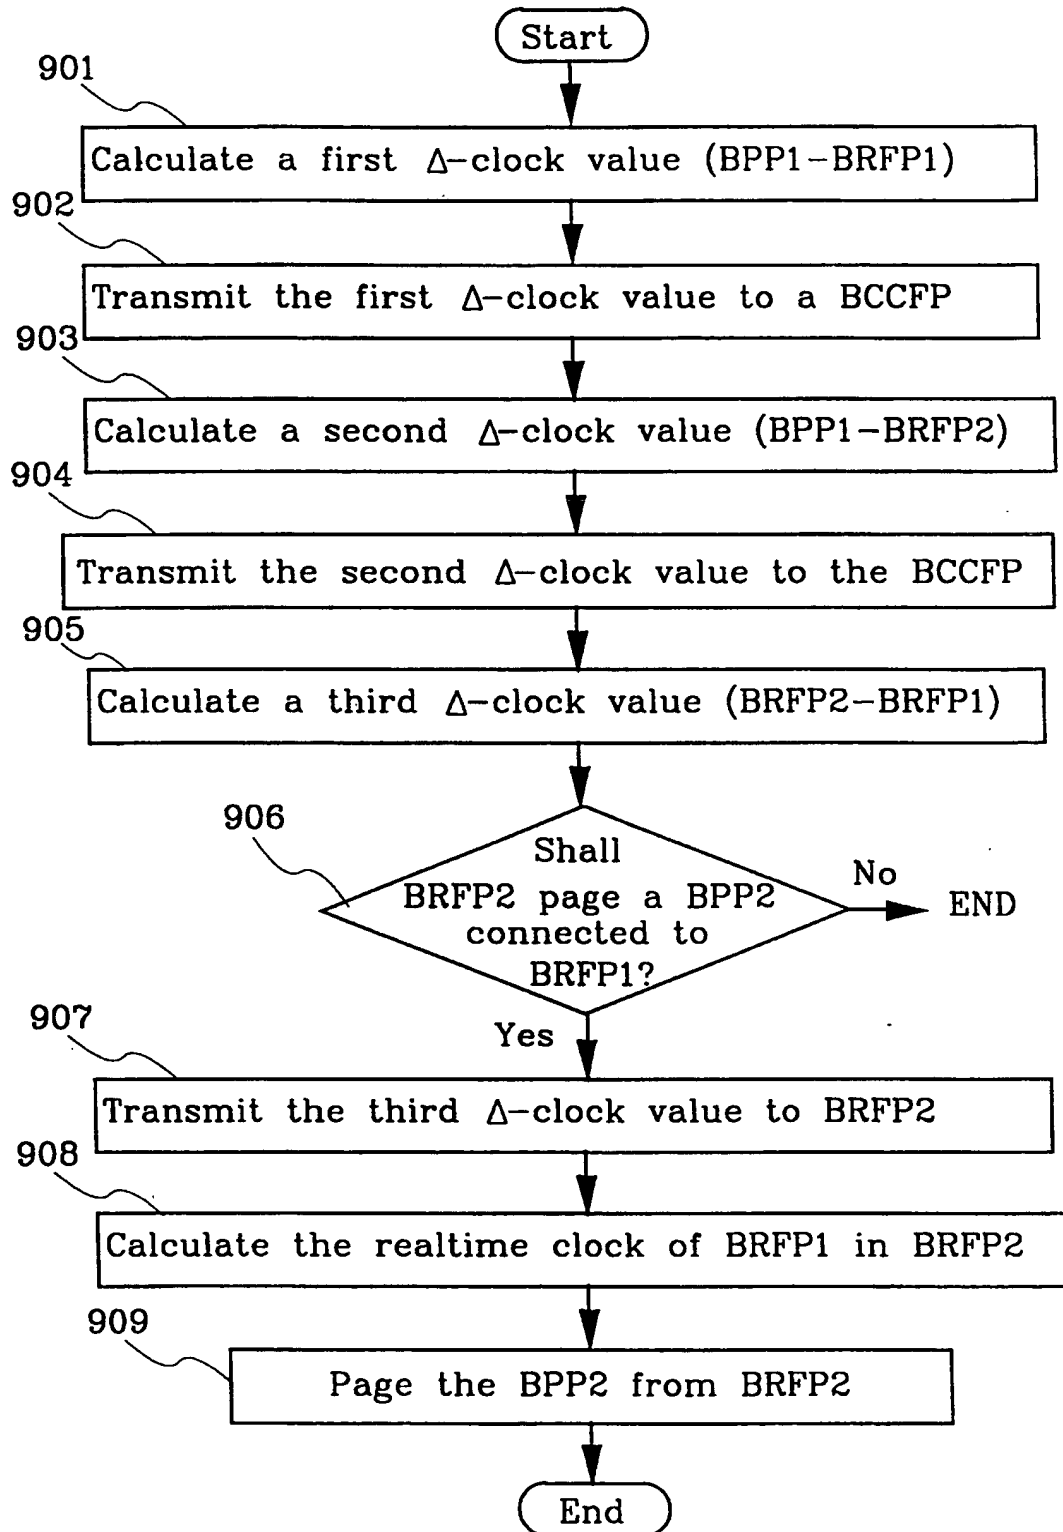 Start
901
Calculate a first Δ-clock value (BPP1-BRFP1)
902
Transmit the first Δ-clock value to a BCCFP
903
Calculate a second Δ-clock value (BPP1-BRFP2)
904
Transmit the second Δ-clock value to the BCCFP
905
Calculate a third Δ-clock value (BRFP2-BRFP1)
906
Shall
BRFP2 page a BPP2
connected to
BRFP1?
No
END
Yes
907
Transmit the third Δ-clock value to BRFP2
908
Calculate the realtime clock of BRFP1 in BRFP2
909
Page the BPP2 from BRFP2
End